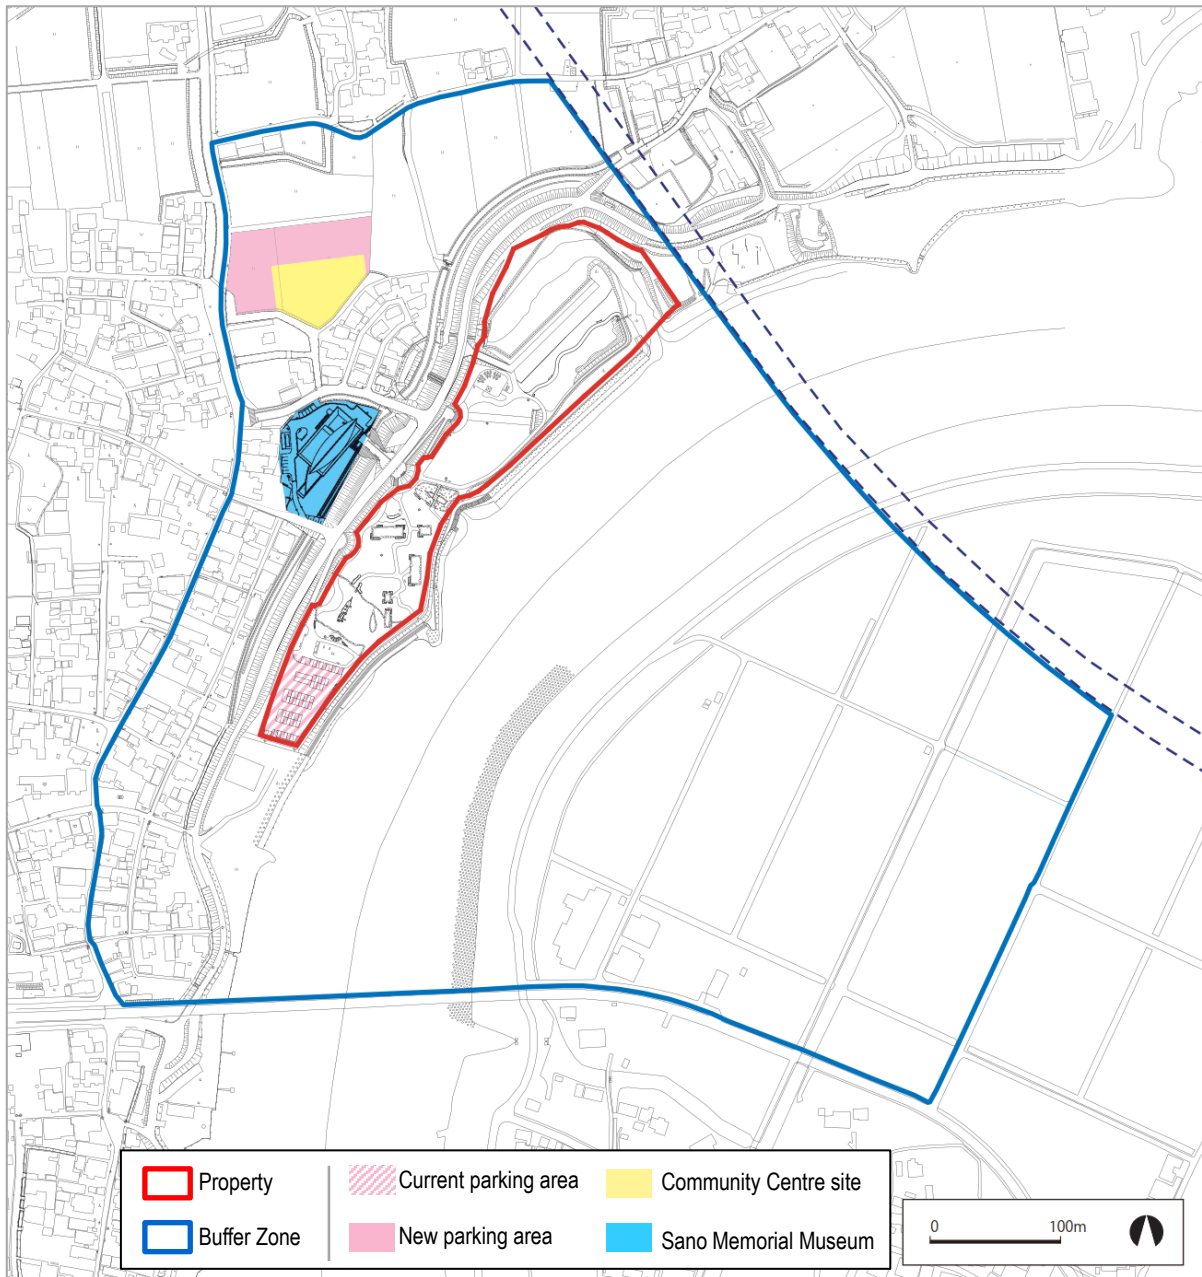 Property
Current parking area
Community Centre site
Buffer Zone
New parking area
Sano Memorial Museum
0 100m